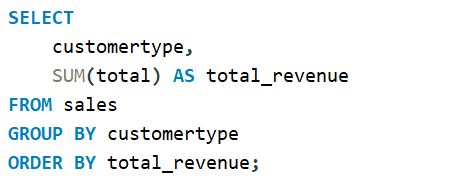 SELECT
    customertype,
    SUM(total) AS total_revenue
FROM sales
GROUP BY customertype
ORDER BY total_revenue;